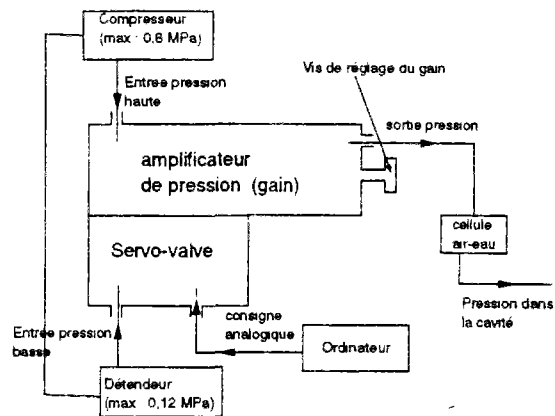 Compresseur
(max : 0,8 MPa)
Entrée pression
haute
Vis de réglage du gain
sortie pression
amplificateur
de pression (gain)
cellule
air-eau
Servo-valve
Pression dans
la cavité
consigne
analogique
Entrée pression
basse
Ordinateur
Détendeur
(max : 0,12 MPa)